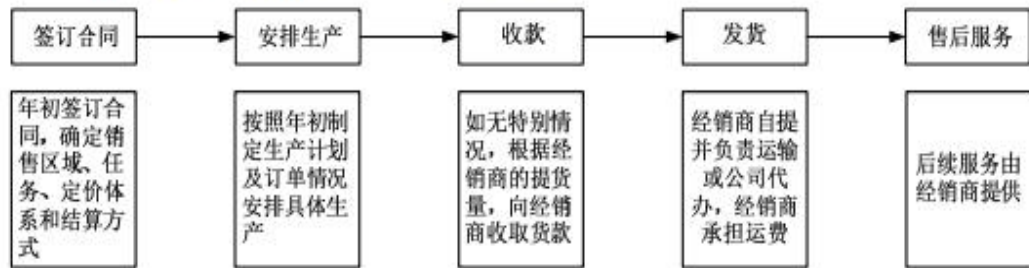 签订合同
安排生产
收款
发货
售后服务
年初签订合
同，确定销
售区域、任
务、定价体
系和结算方
式
按照年初制
定生产计划
及订单情况
安排具体生
产
如无特别情
况，根据经
销商的提货
量，向经销
商收取货款
经销商自提
并负责运输
或公司代
办，经销商
承担运费
后续服务由
经销商提供